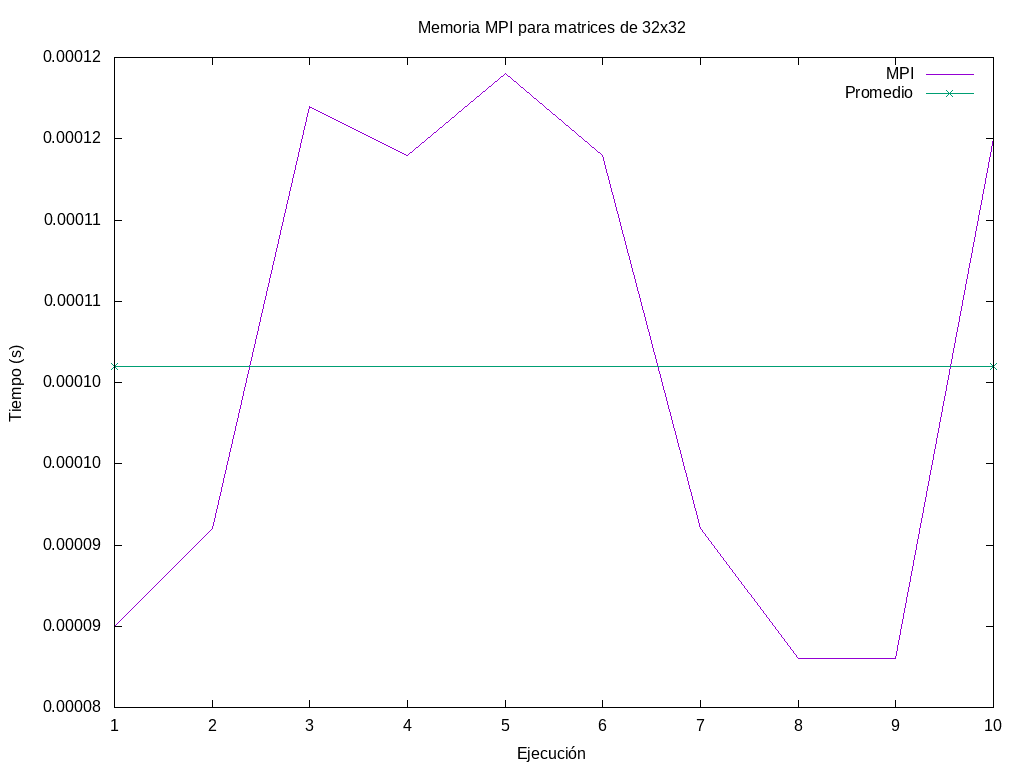 Memoria MPI para matrices de 32x32
MPI
Promedio
0.00012
0.00012
0.00011
0.00011
0.00010
0.00010
0.00009
0.00009
0.00008
Tiempo (s)
1 2 3 4 5 6 7 8 9 10
Ejecución